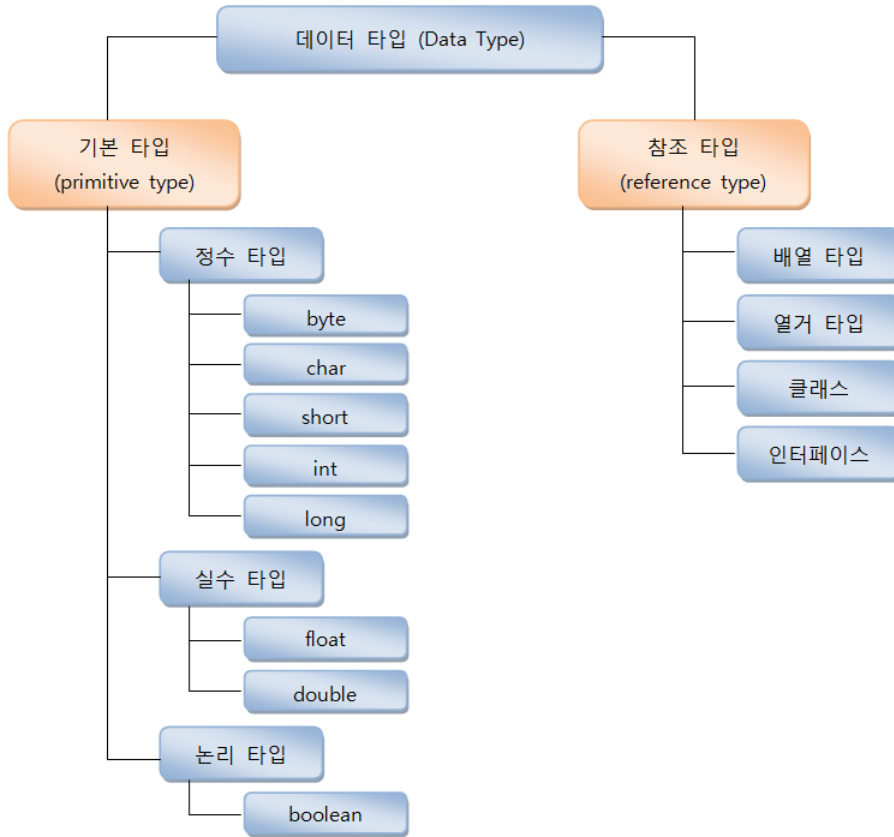 데이터 타입 (Data Type)
기본 타입
(primitive type)
정수 타입
byte
char
short
int
long
실수 타입
float
double
논리 타입
boolean
참조 타입
(reference type)
배열 타입
열거 타입
클래스
인터페이스